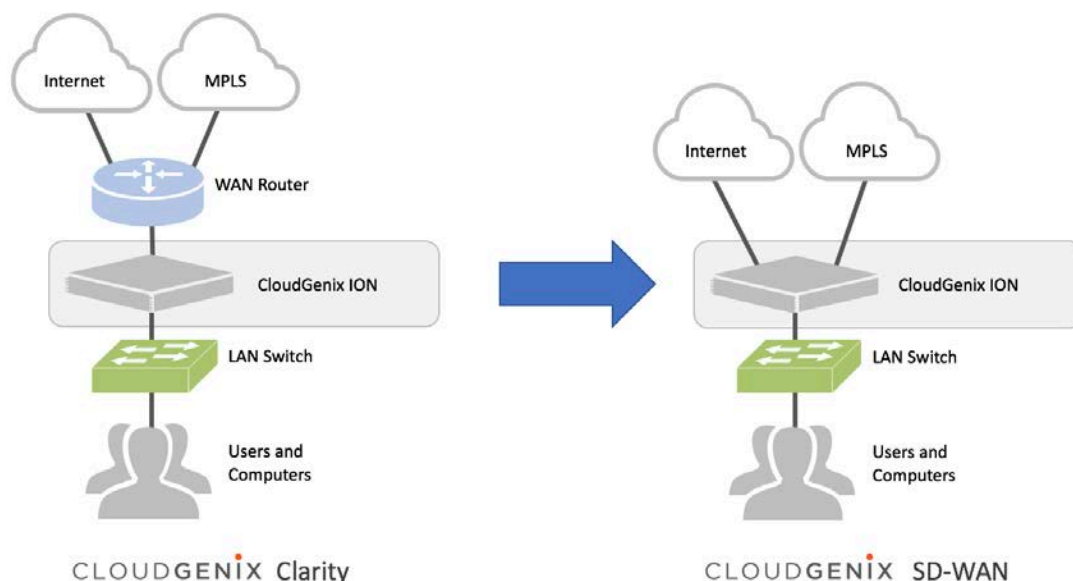 Internet
MPLS
WAN Router
CloudGenix ION
LAN Switch
Users and
Computers
CLOUDGENIX Clarity
Internet
MPLS
CloudGenix ION
LAN Switch
Users and
Computers
CLOUDGENIX SD-WAN